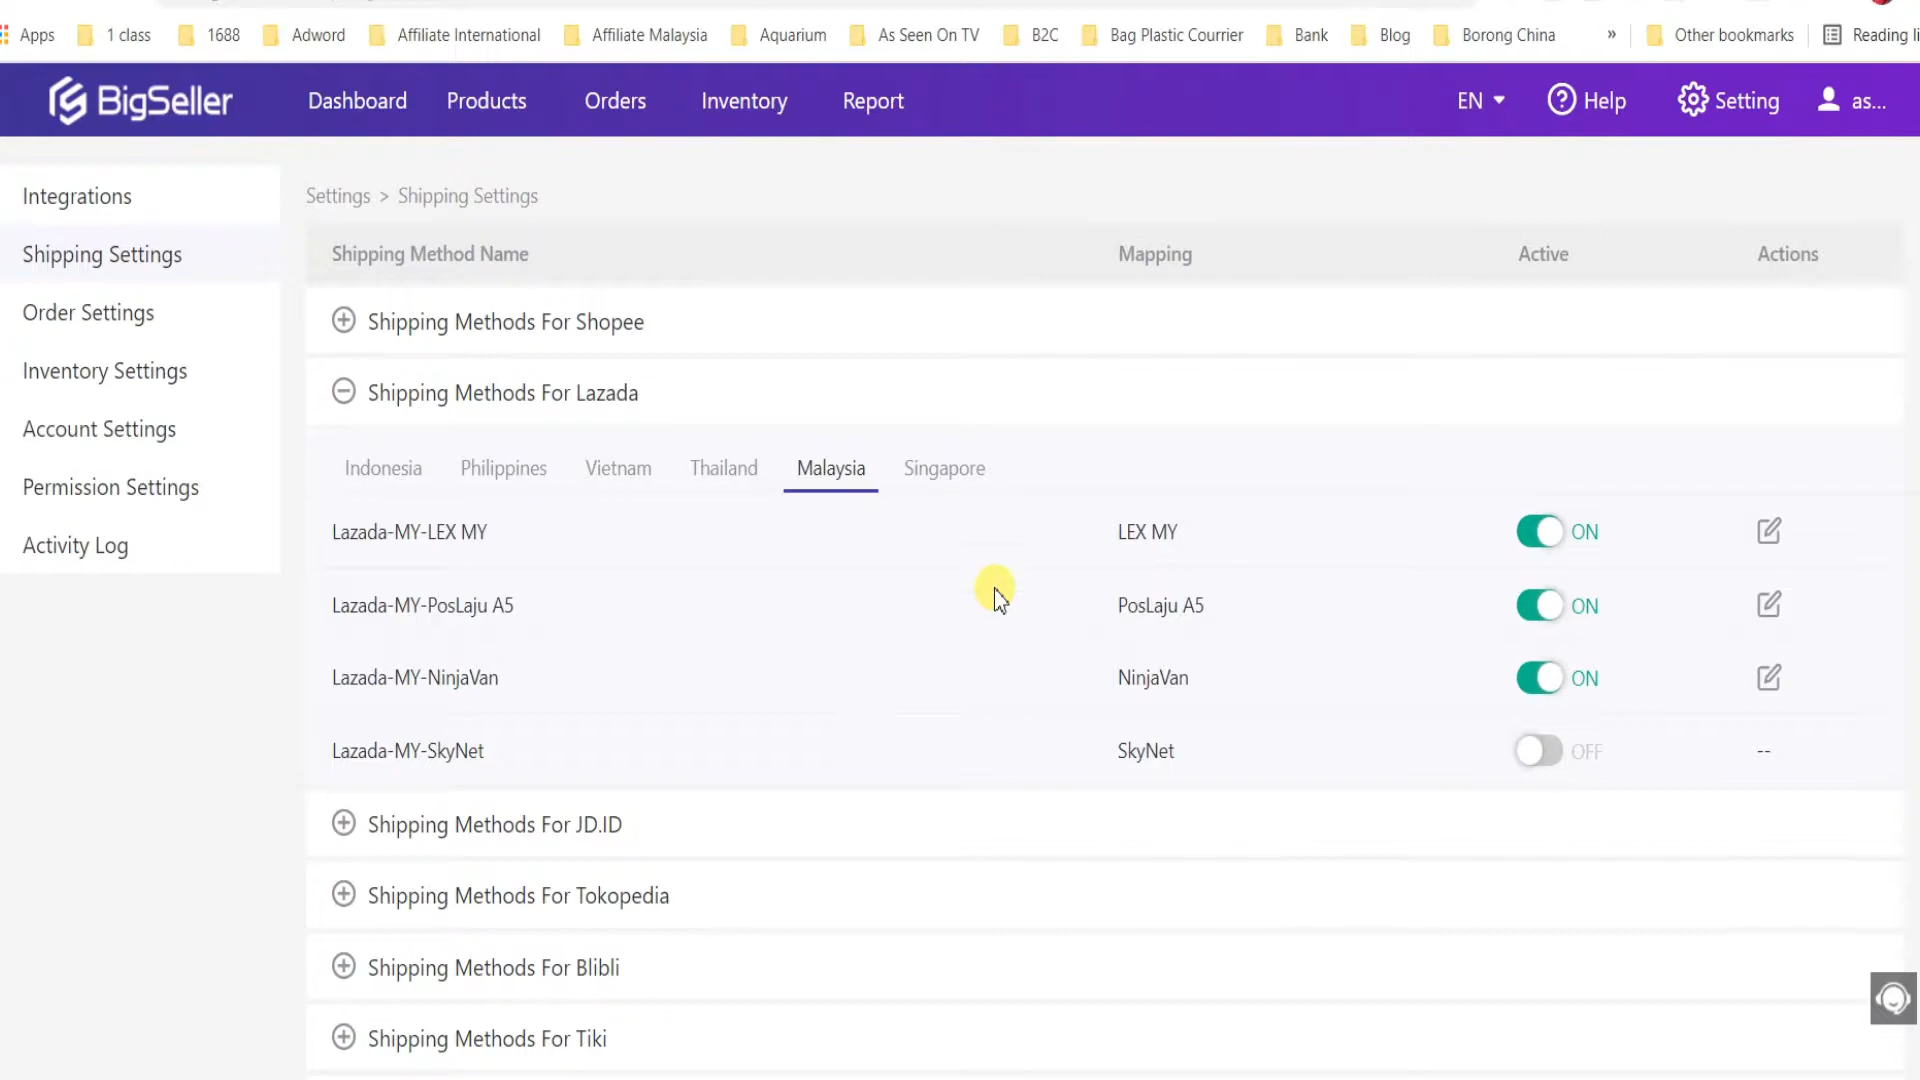 Apps 1 class 1688 Adword Affiliate International Affiliate Malaysia Aquarium As Seen On TV B2C Bag Plastic Courrier Bank Blog Borong China » Other bookmarks Reading li
BigSeller Dashboard Products Orders Inventory Report EN Help Setting as...
Integrations
Shipping Settings
Order Settings
Inventory Settings
Account Settings
Permission Settings
Activity Log
Settings > Shipping Settings
Shipping Method Name Mapping Active Actions
Shipping Methods For Shopee
Shipping Methods For Lazada
Indonesia Philippines Vietnam Thailand Malaysia Singapore
Lazada-MY-LEX MY LEX MY ON
Lazada-MY-PosLaju A5 PosLaju A5 ON
Lazada-MY-NinjaVan NinjaVan ON
Lazada-MY-SkyNet SkyNet OFF --
Shipping Methods For JD.ID
Shipping Methods For Tokopedia
Shipping Methods For Blibli
Shipping Methods For Tiki